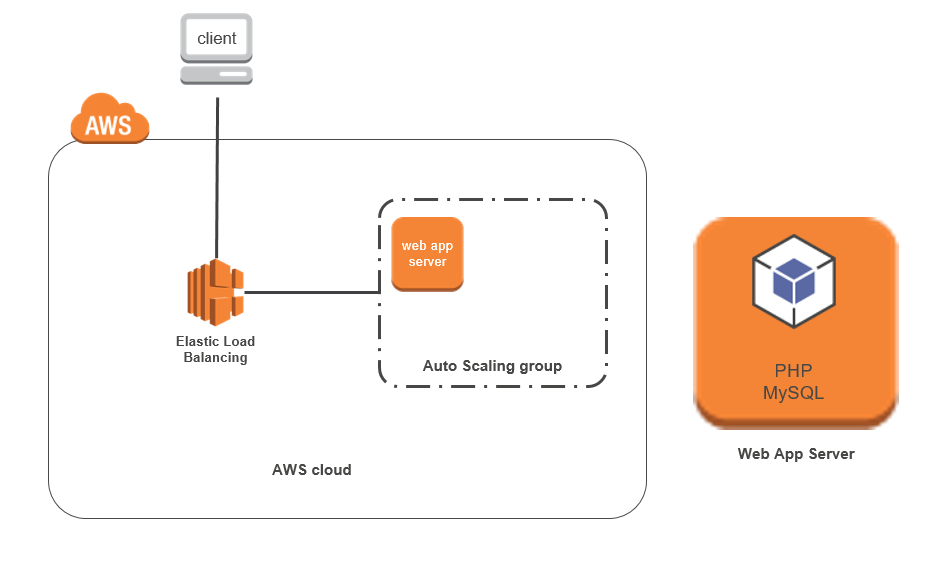 client
AWS
web app
server
Elastic Load
Balancing
Auto Scaling group
AWS cloud
PHP
MySQL
Web App Server